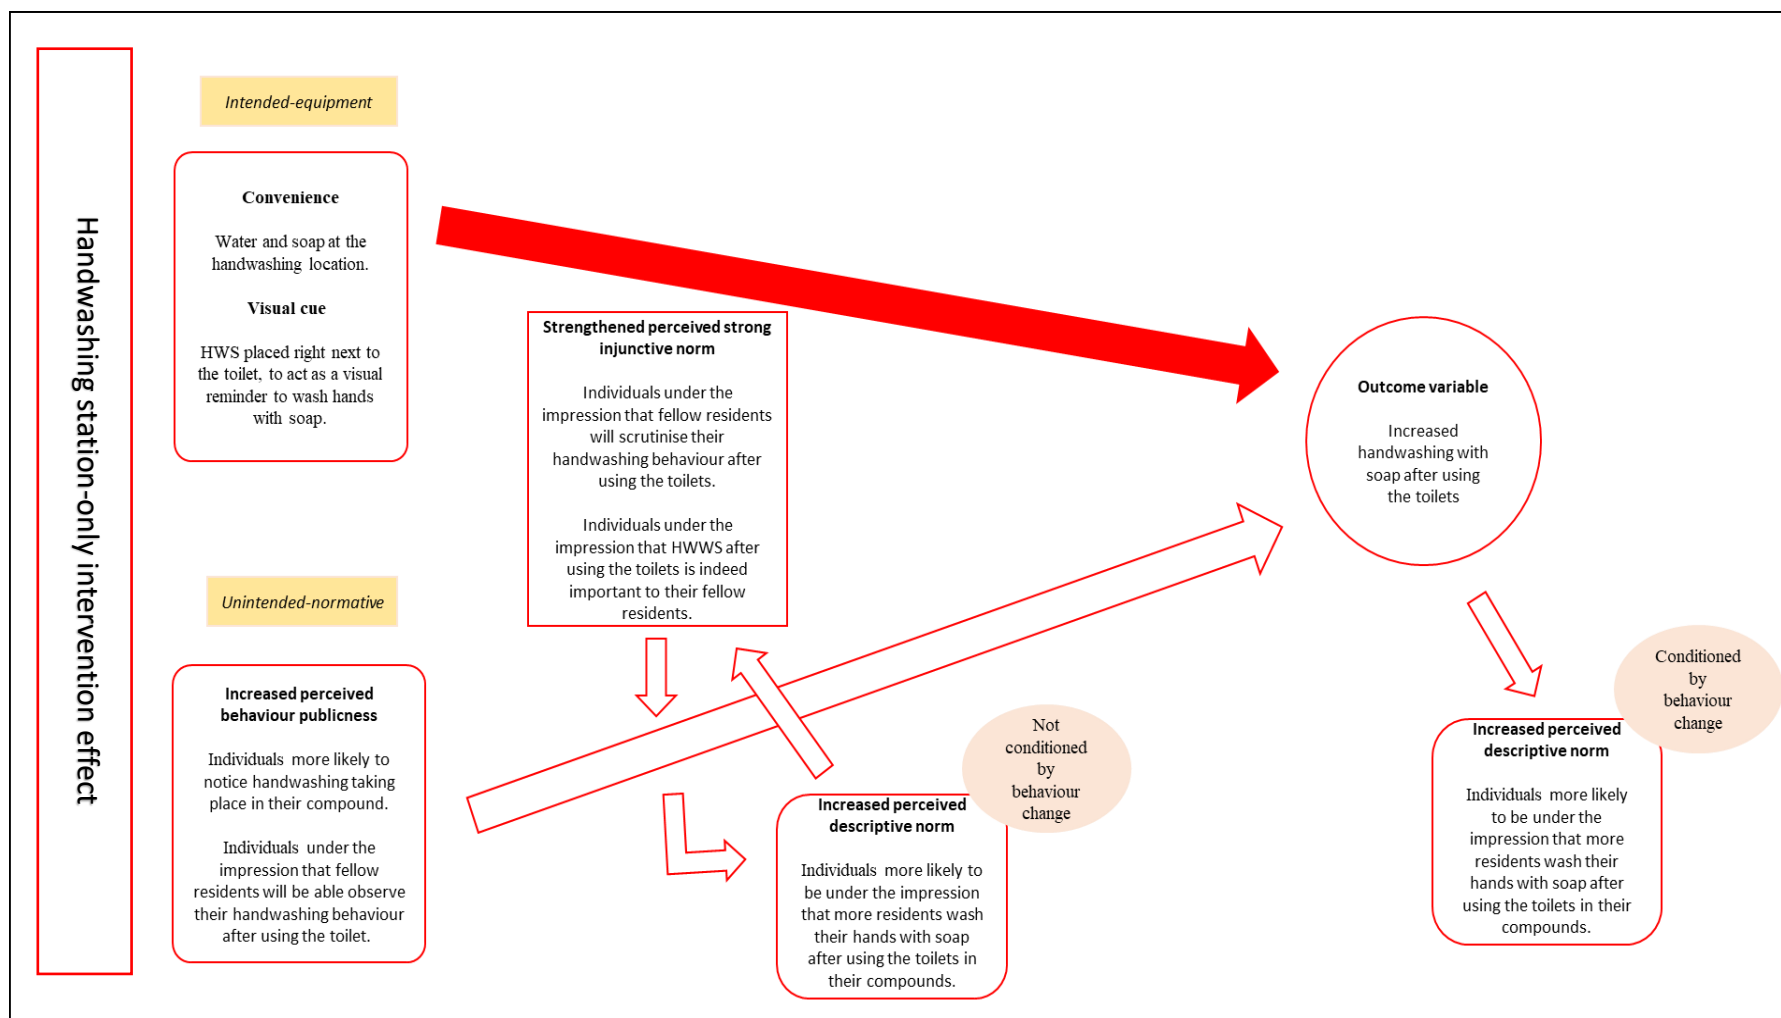 Handwashing station-only intervention effect
Intended-equipment
Convenience
Water and soap at the
handwashing location.
Visual cue
HWS placed right next to
the toilet, to act as a visual
reminder to wash hands
with soap.
Unintended-normative
Increased perceived
behaviour publicness
Individuals more likely to
notice handwashing taking
place in their compound.
Individuals under the
impression that fellow
residents will be able observe
their handwashing behaviour
after using the toilet.
Strengthened perceived strong
injunctive norm
Individuals under the
impression that fellow residents
will scrutinise their
handwashing behaviour after
using the toilets.
Individuals under the
impression that HWWS after
using the toilets is indeed
important to their fellow
residents.
Not
conditioned
by
behaviour
change
Increased perceived
descriptive norm
Individuals more likely to
be under the impression
that more residents wash
their hands with soap
after using the toilets in
their compounds.
Outcome variable
Increased
handwashing with
soap after using
the toilets
Conditioned
by
behaviour
change
Increased perceived
descriptive norm
Individuals more likely
to be under the
impression that more
residents wash their
hands with soap after
using the toilets in their
compounds.